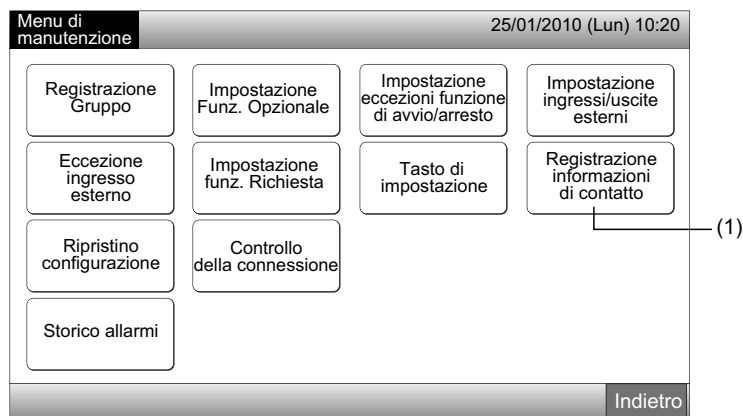 Menu di
manutenzione
25/01/2010 (Lun) 10:20
Registrazione
Gruppo
Impostazione
Funz. Opzionale
Impostazione
eccezioni funzione
di avvio/arresto
Impostazione
ingressi/uscite
esterni
Eccezione
ingresso
esterno
Impostazione
funz. Richiesta
Tasto di
impostazione
Registrazione
informazioni
di contatto
(1)
Ripristino
configurazione
Controllo
della connessione
Storico allarmi
Indietro